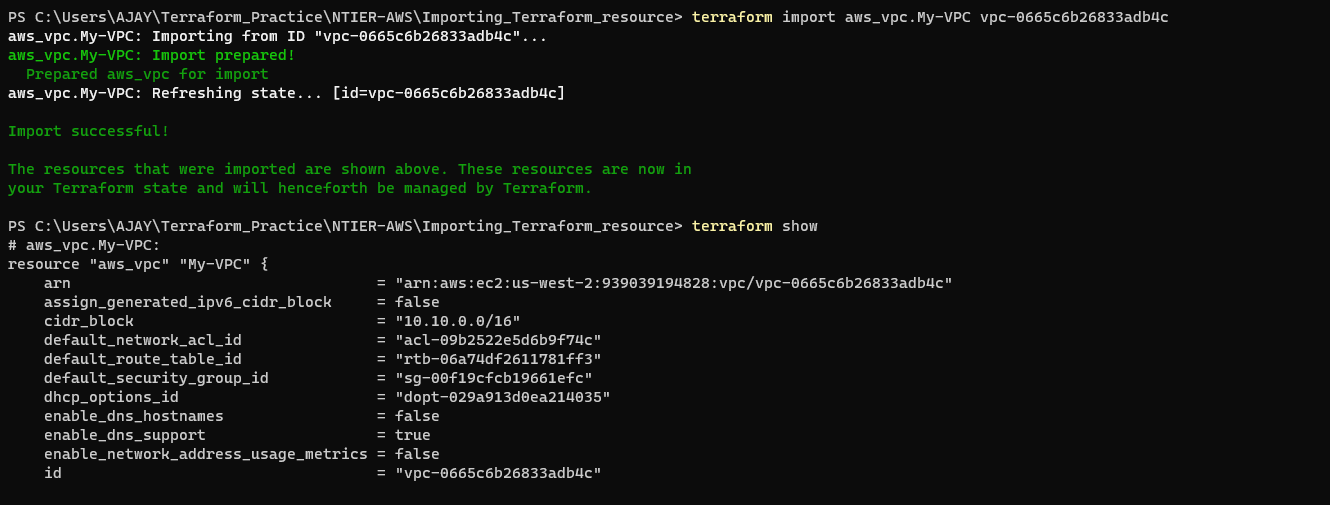 PS C:\Users\AJAY\Terraform_Practice\NTIER-AWS\Importing_Terraform_resource> terraform import aws_vpc.My-VPC vpc-0665c6b26833adb4c
aws_vpc.My-VPC: Importing from ID "vpc-0665c6b26833adb4c"...
aws_vpc.My-VPC: Import prepared!
  Prepared aws_vpc for import
aws_vpc.My-VPC: Refreshing state... [id=vpc-0665c6b26833adb4c]
Import successful!
The resources that were imported are shown above. These resources are now in
your Terraform state and will henceforth be managed by Terraform.
PS C:\Users\AJAY\Terraform_Practice\NTIER-AWS\Importing_Terraform_resource> terraform show
# aws_vpc.My-VPC:
resource "aws_vpc" "My-VPC" {
    arn                                  = "arn:aws:ec2:us-west-2:939039194828:vpc/vpc-0665c6b26833adb4c"
    assign_generated_ipv6_cidr_block     = false
    cidr_block                           = "10.10.0.0/16"
    default_network_acl_id               = "acl-09b2522e5d6b9f74c"
    default_route_table_id               = "rtb-06a74df2611781ff3"
    default_security_group_id            = "sg-00f19cfcb19661efc"
    dhcp_options_id                      = "dopt-029a913d0ea214035"
    enable_dns_hostnames                 = false
    enable_dns_support                   = true
    enable_network_address_usage_metrics = false
    id                                   = "vpc-0665c6b26833adb4c"